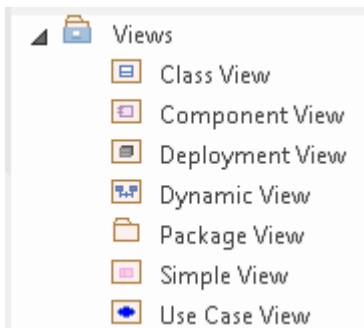 Views
Class View
Component View
Deployment View
Dynamic View
Package View
Simple View
Use Case View